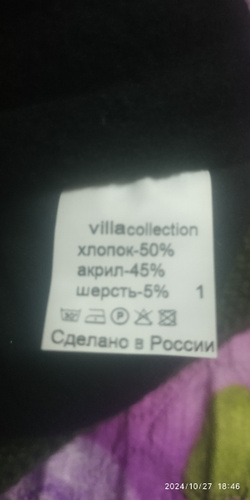 villacollection
хлопок-50%
акрил-45%
шерсть-5% 1
Сделано в России
2024/10/27 18:46